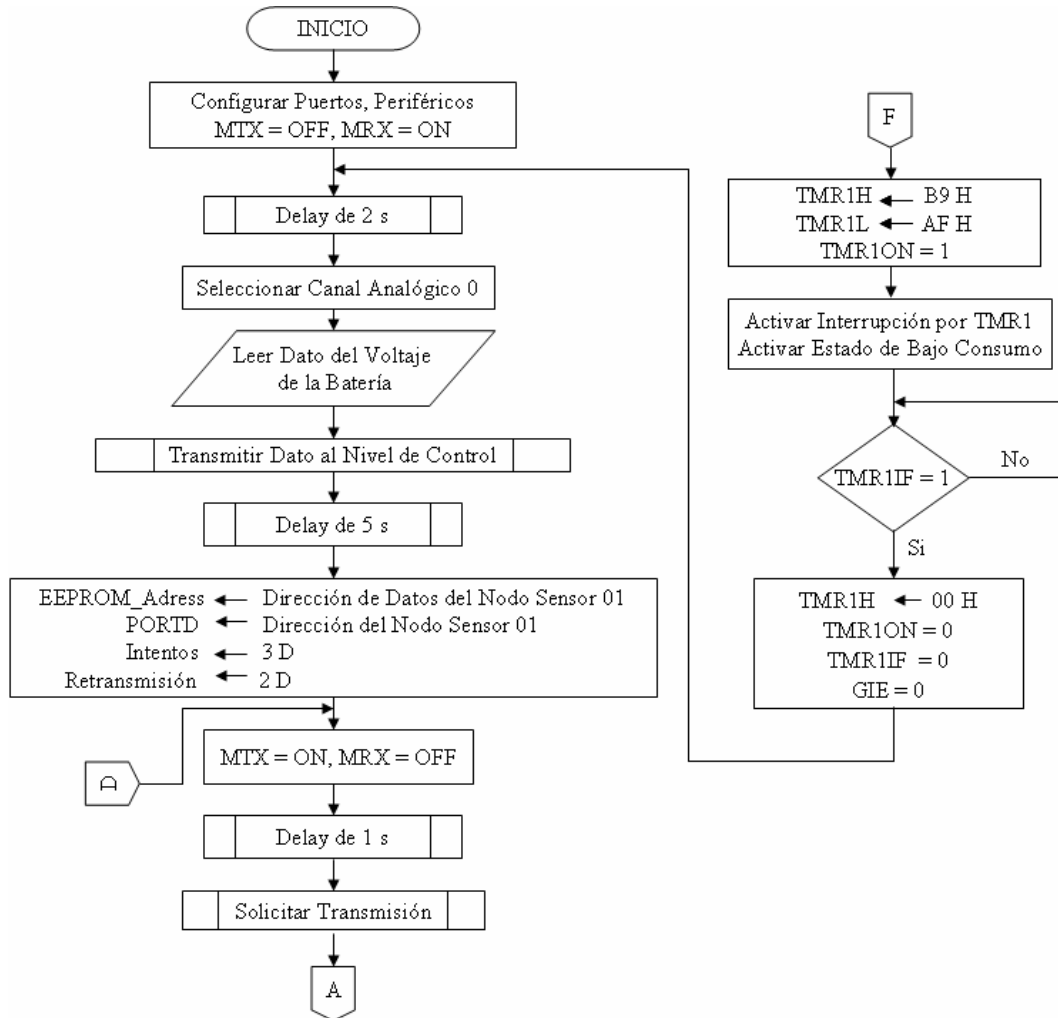 INICIO
Configurar Puertos, Periféricos
MTX = OFF, MRX = ON
Delay de 2 s
Seleccionar Canal Analógico 0
Leer Dato del Voltaje
de la Batería
Transmitir Dato al Nivel de Control
Delay de 5 s
EEPROM_Adress ← Dirección de Datos del Nodo Sensor 01
PORTD ← Dirección del Nodo Sensor 01
Intentos ← 3 D
Retransmisión ← 2 D
D
MTX = ON, MRX = OFF
Delay de 1 s
Solicitar Transmisión
A
F
TMR1H ← B9 H
TMR1L ← AF H
TMR1ON = 1
Activar Interrupción por TMR1
Activar Estado de Bajo Consumo
TMR1IF = 1
No
Si
TMR1H ← 00 H
TMR1ON = 0
TMR1IF = 0
GIE = 0